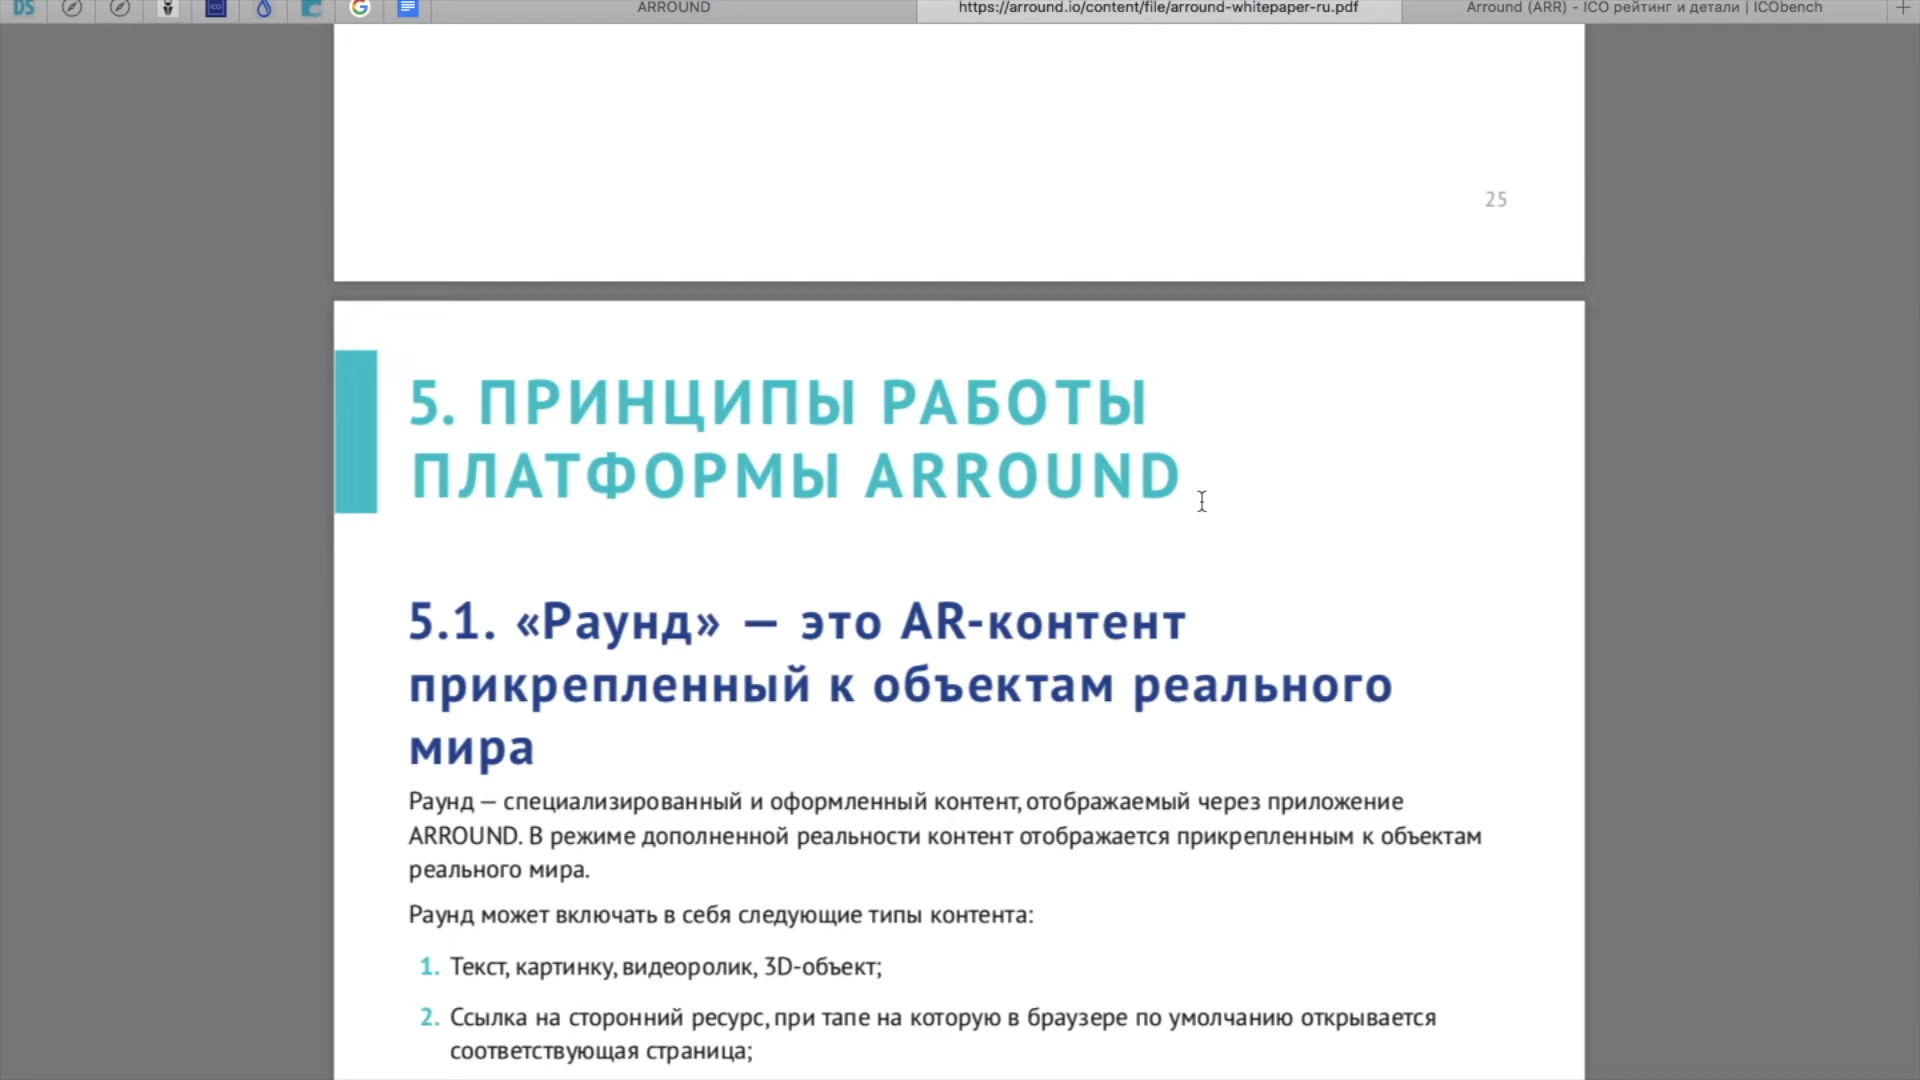 DS
ICO
ARROUND
https://arround.io/content/file/arround-whitepaper-ru.pdf
Arround (ARR) - ICO рейтинг и детали | ICObench
25
5. ПРИНЦИПЫ РАБОТЫ
ПЛАТФОРМЫ ARROUND
5.1. «Раунд» — это AR-контент
прикрепленный к объектам реального
мира
Раунд — специализированный и оформленный контент, отображаемый через приложение
ARROUND. В режиме дополненной реальности контент отображается прикрепленным к объектам
реального мира.
Раунд может включать в себя следующие типы контента:
1. Текст, картинку, видеоролик, 3D-объект;
2. Ссылка на сторонний ресурс, при тапе на которую в браузере по умолчанию открывается
соответствующая страница;